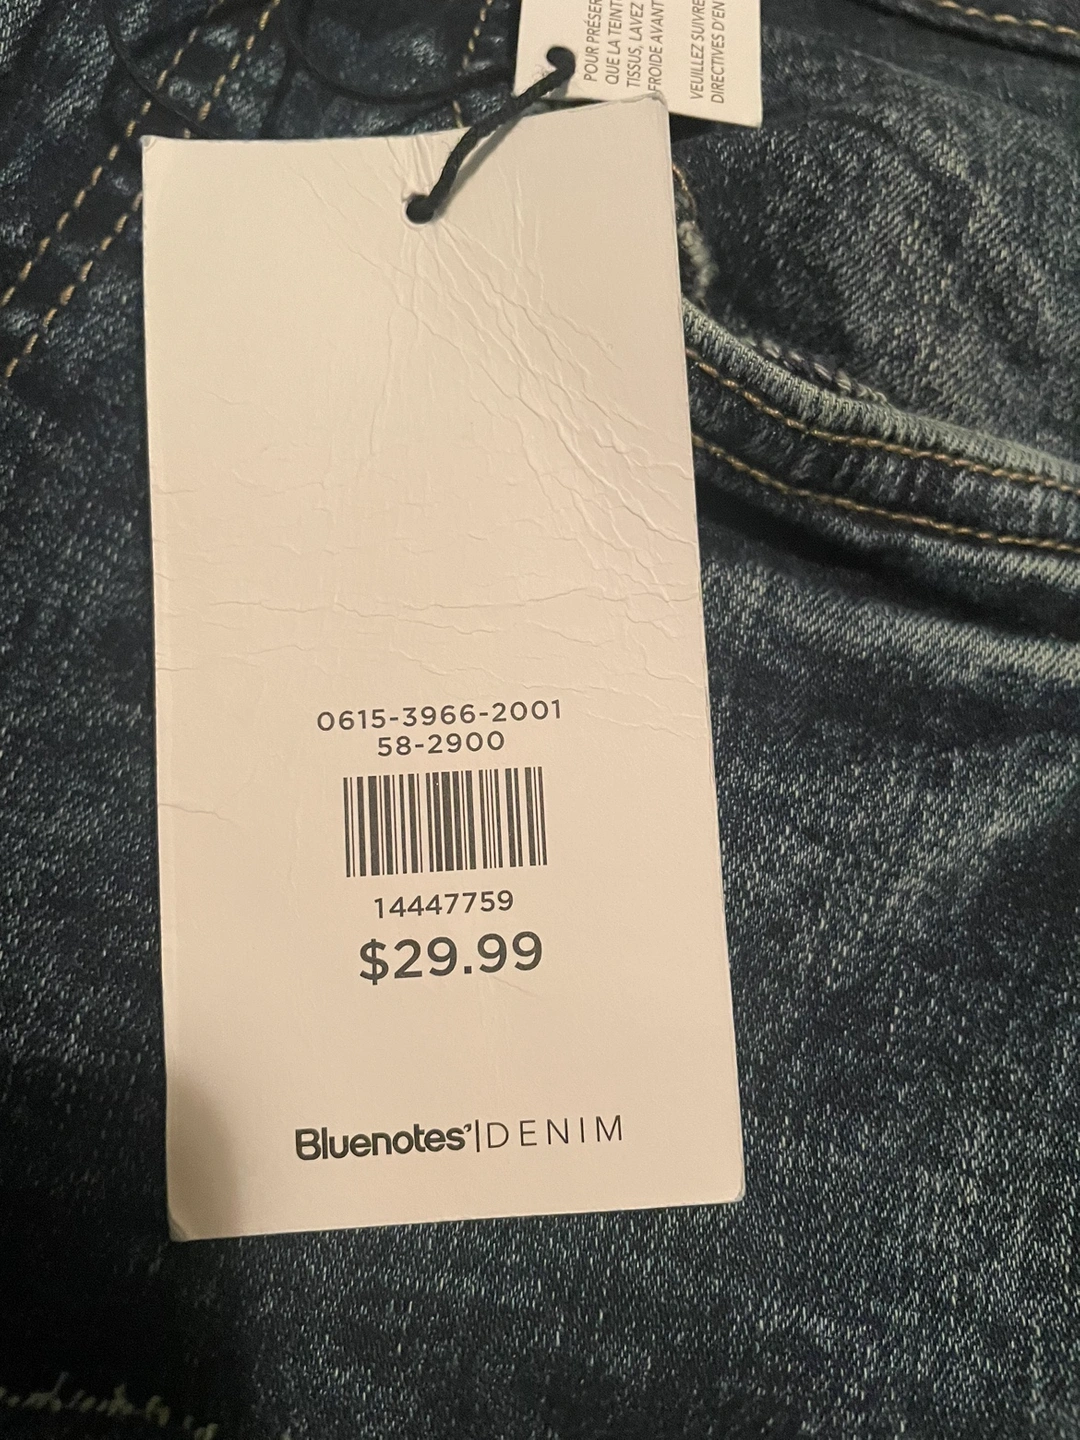 POUR PRÉSER
QUE LA TEINT
TISSUS, LAVEZ
FROIDE AVANT
VEUILLEZ SUIVRE
DIRECTIVES D'EN
0615-3966-2001
58-2900
14447759
$29.99
Bluenotes'|DENIM